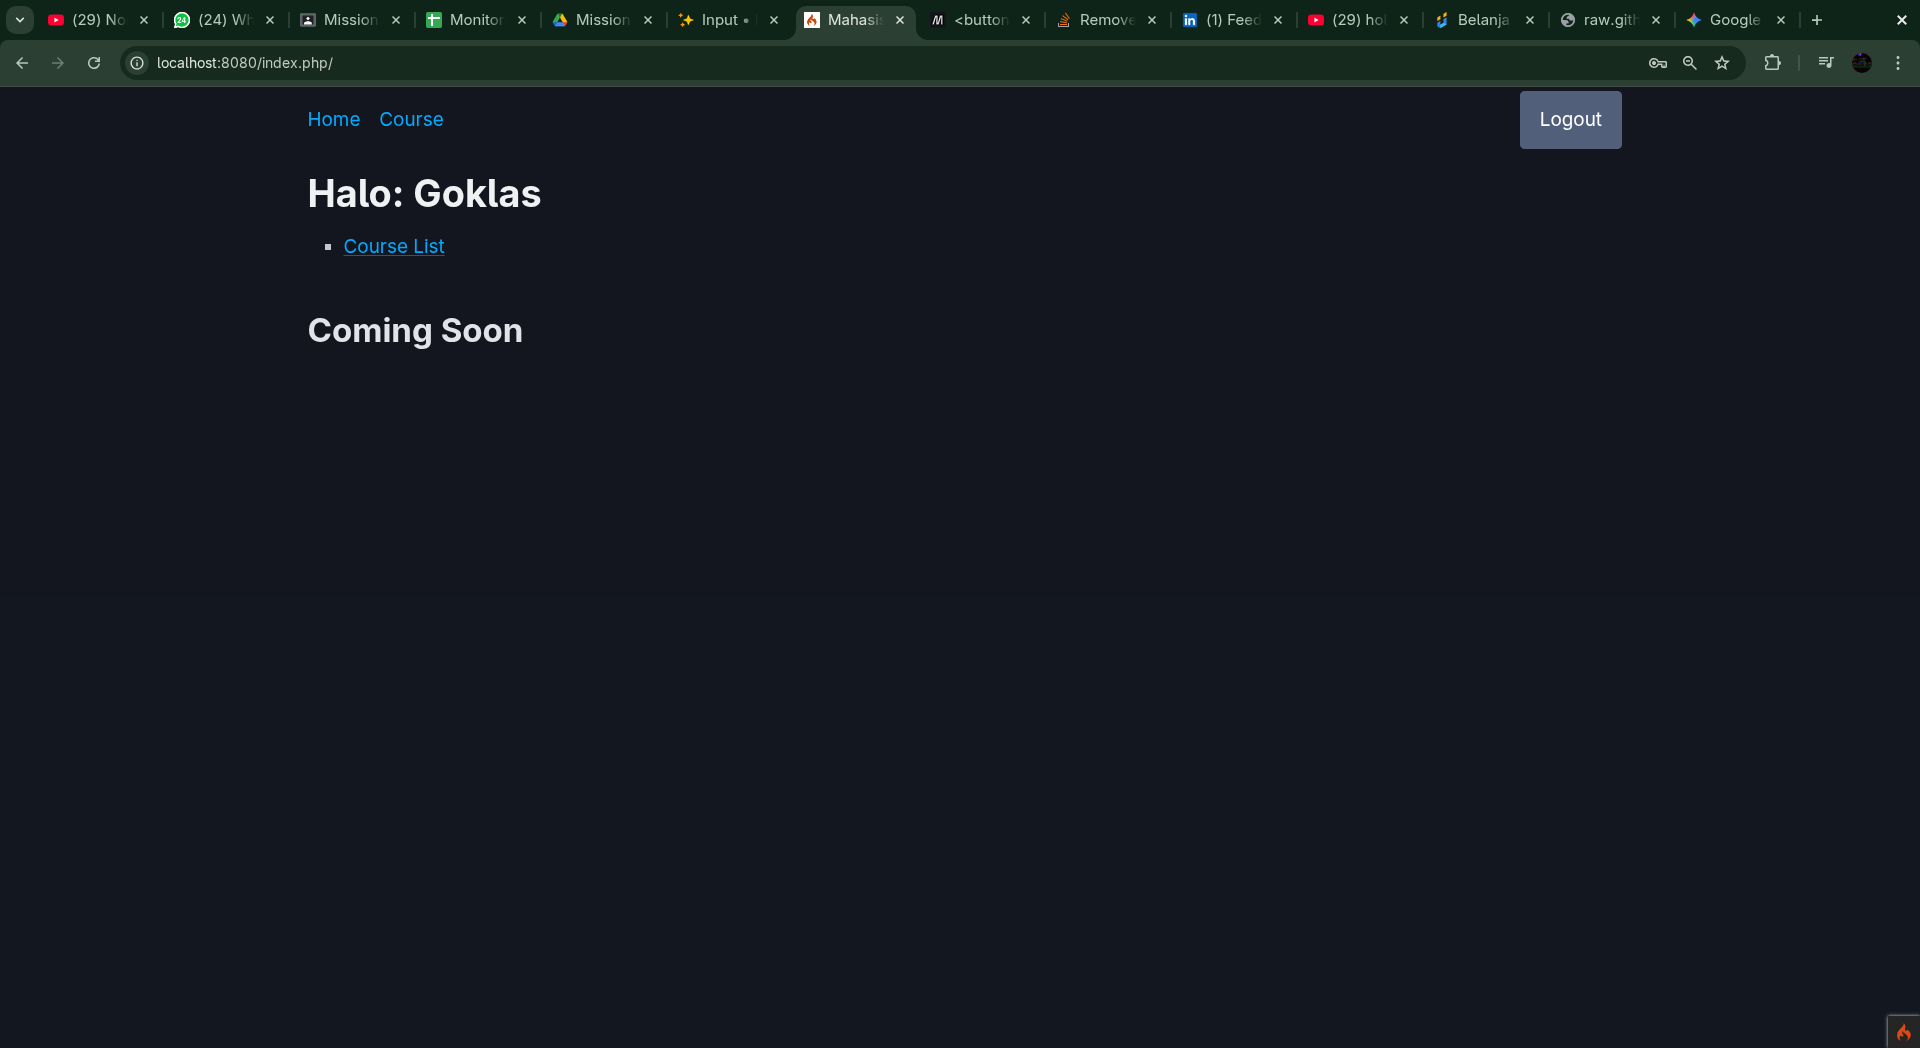 (29) No
(24) Wh
Mission
Monitor
Mission
Input •
Mahasis
<button
Remove
(1) Feed
(29) hol
Belanja
raw.gith
Google
localhost:8080/index.php/
Home Course Logout
Halo: Goklas
Course List
Coming Soon